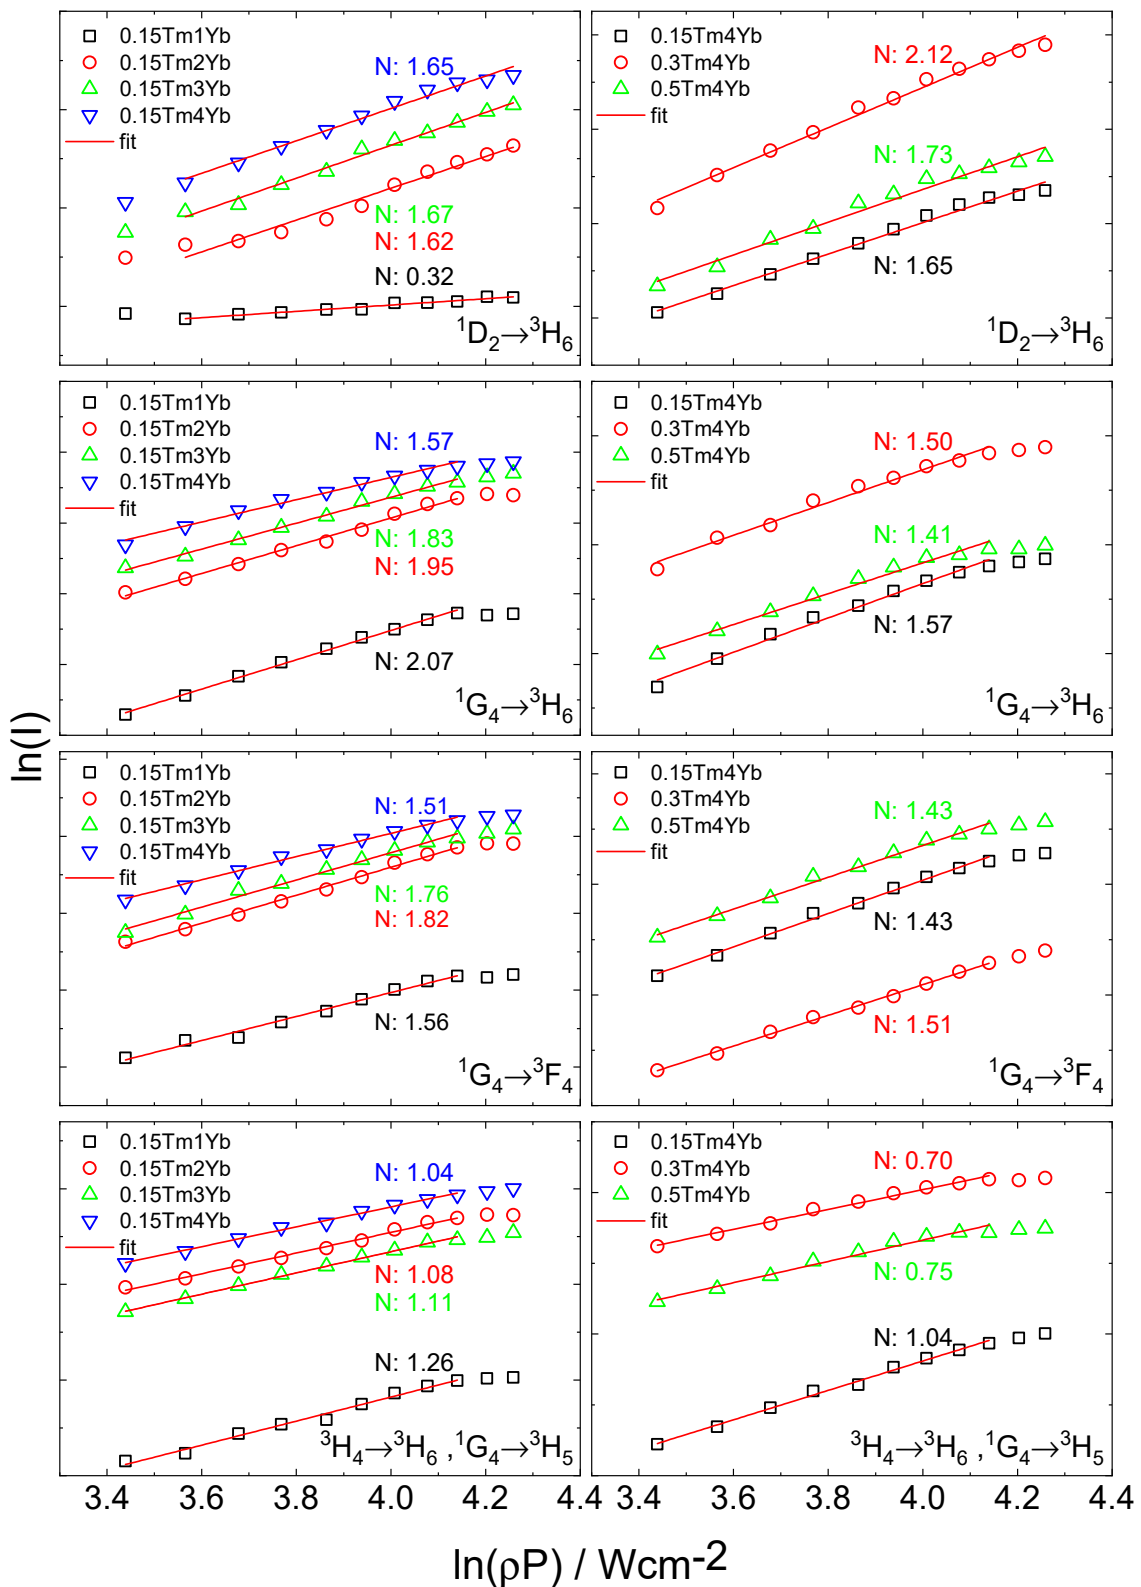 0.15Tm1Yb
0.15Tm2Yb
0.15Tm3Yb
0.15Tm4Yb
fit
N: 1.65
N: 1.67
N: 1.62
N: 0.32
¹D₂→³H₆
0.15Tm4Yb
0.3Tm4Yb
0.5Tm4Yb
fit
N: 2.12
N: 1.73
N: 1.65
¹D₂→³H₆
0.15Tm1Yb
0.15Tm2Yb
0.15Tm3Yb
0.15Tm4Yb
fit
N: 1.57
N: 1.83
N: 1.95
N: 2.07
¹G₄→³H₆
0.15Tm4Yb
0.3Tm4Yb
0.5Tm4Yb
fit
N: 1.50
N: 1.41
N: 1.57
¹G₄→³H₆
ln(I)
0.15Tm1Yb
0.15Tm2Yb
0.15Tm3Yb
0.15Tm4Yb
fit
N: 1.51
N: 1.76
N: 1.82
N: 1.56
¹G₄→³F₄
0.15Tm4Yb
0.3Tm4Yb
0.5Tm4Yb
fit
N: 1.43
N: 1.43
N: 1.51
¹G₄→³F₄
0.15Tm1Yb
0.15Tm2Yb
0.15Tm3Yb
0.15Tm4Yb
fit
N: 1.04
N: 1.08
N: 1.11
N: 1.26
³H₄→³H₆ ,¹G₄→³H₅
0.15Tm4Yb
0.3Tm4Yb
0.5Tm4Yb
fit
N: 0.70
N: 0.75
N: 1.04
³H₄→³H₆ ,¹G₄→³H₅
3.4 3.6 3.8 4.0 4.2 4.4
3.4 3.6 3.8 4.0 4.2 4.4
ln(ρP) / Wcm⁻²